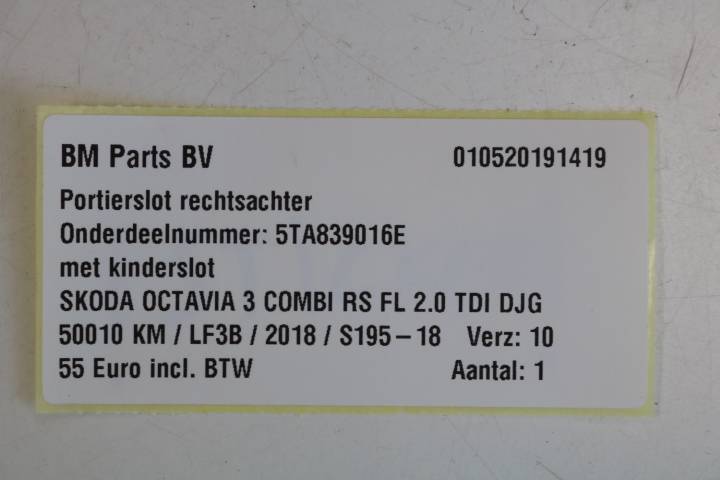 BM Parts BV 010520191419
Portierslot rechtsachter
Onderdeelnummer: 5TA839016E
met kinderslot
SKODA OCTAVIA 3 COMBI RS FL 2.0 TDI DJG
50010 KM / LF3B / 2018 / S195-18 Verz: 10
55 Euro incl. BTW Aantal: 1